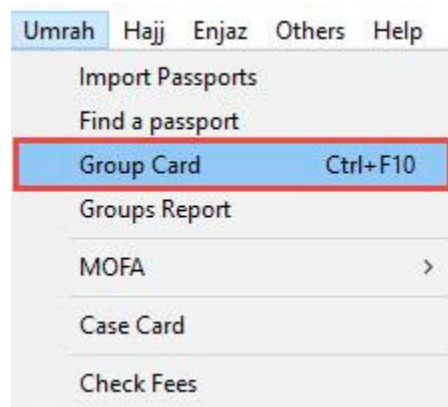 Umrah Hajj Enjaz Others Help
Import Passports
Find a passport
Group Card Ctrl+F10
Groups Report
MOFA >
Case Card
Check Fees